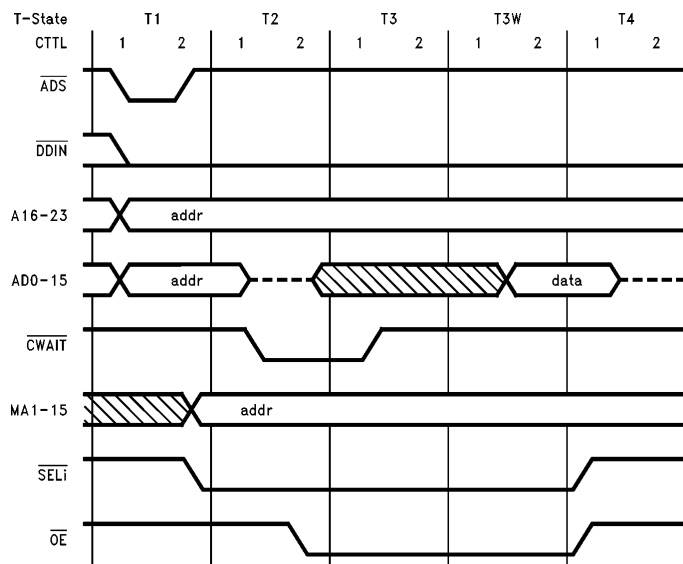 T-State T1 T2 T3 T3W T4
CTTL 1 2 1 2 1 2 1 2 1 2
ADS
DDIN
A16-23 addr
AD0-15 addr data
CWAIT
MA1-15 addr
SELi
OE